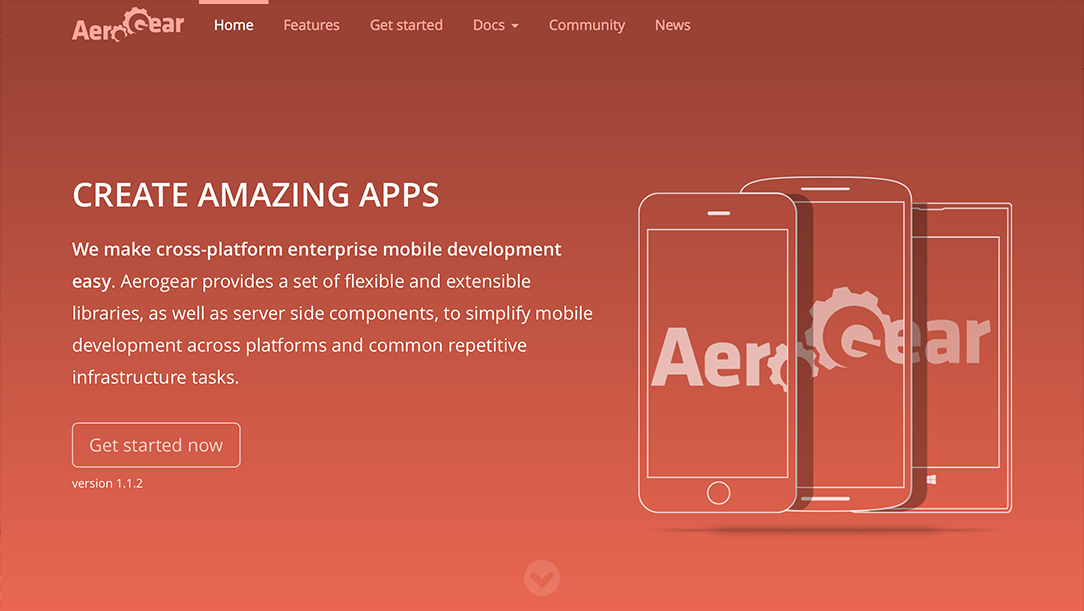 AeroGear
Home
Features
Get started
Docs
Community
News
CREATE AMAZING APPS
We make cross-platform enterprise mobile development
easy. Aerogear provides a set of flexible and extensible
libraries, as well as server side components, to simplify mobile
development across platforms and common repetitive
infrastructure tasks.
Get started now
version 1.1.2
AeroGear